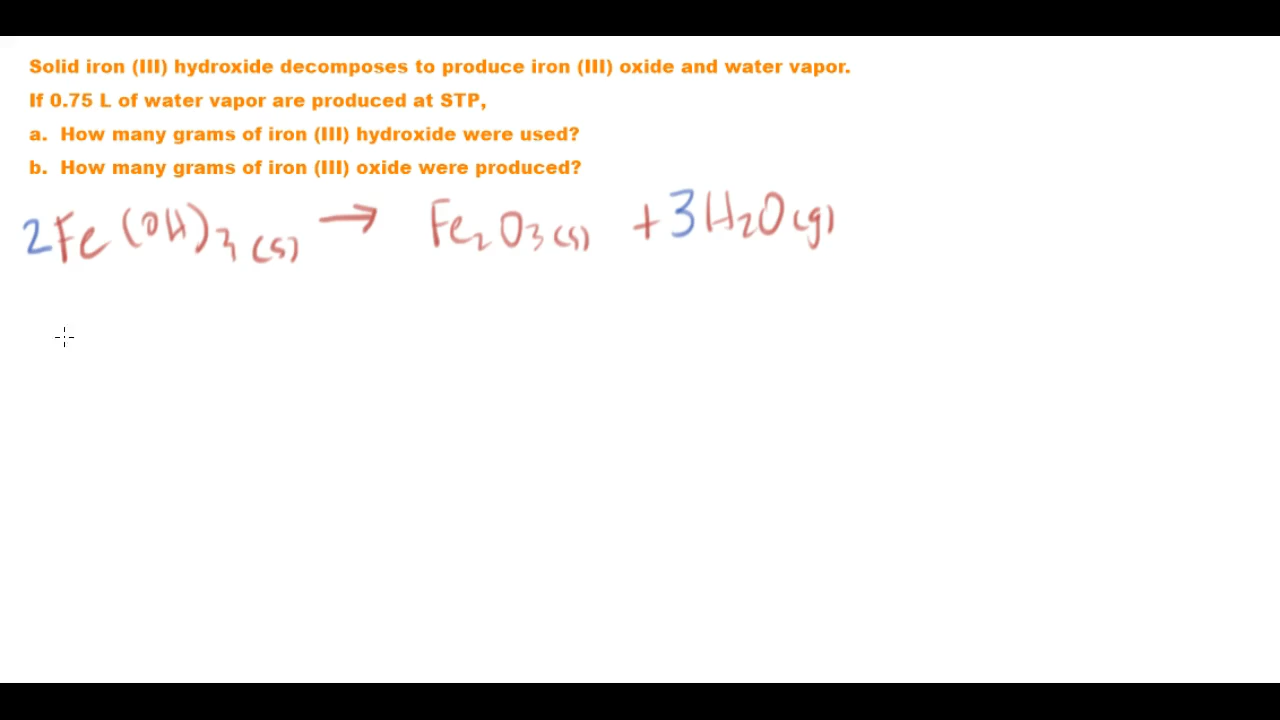 Solid iron (III) hydroxide decomposes to produce iron (III) oxide and water vapor.
If 0.75 L of water vapor are produced at STP,
a. How many grams of iron (III) hydroxide were used?
b. How many grams of iron (III) oxide were produced?
2Fe(OH)₃(s) → Fe₂O₃(s) + 3H₂O(g)